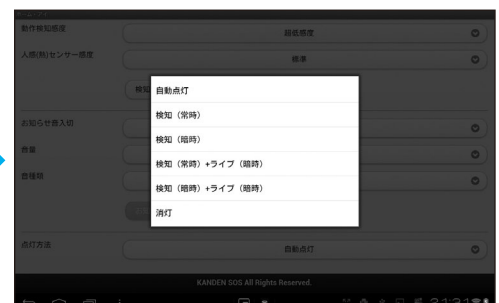 動作検知感度
超低感度
人感(熱)センサー感度
標準
検知
自動点灯
検知（常時）
検知（暗時）
検知（常時）+ライブ（暗時）
検知（暗時）+ライブ（暗時）
消灯
お知らせ音入切
音量
音種類
点灯方法
自動点灯
KANDEN SOS All Rights Reserved.
21:21